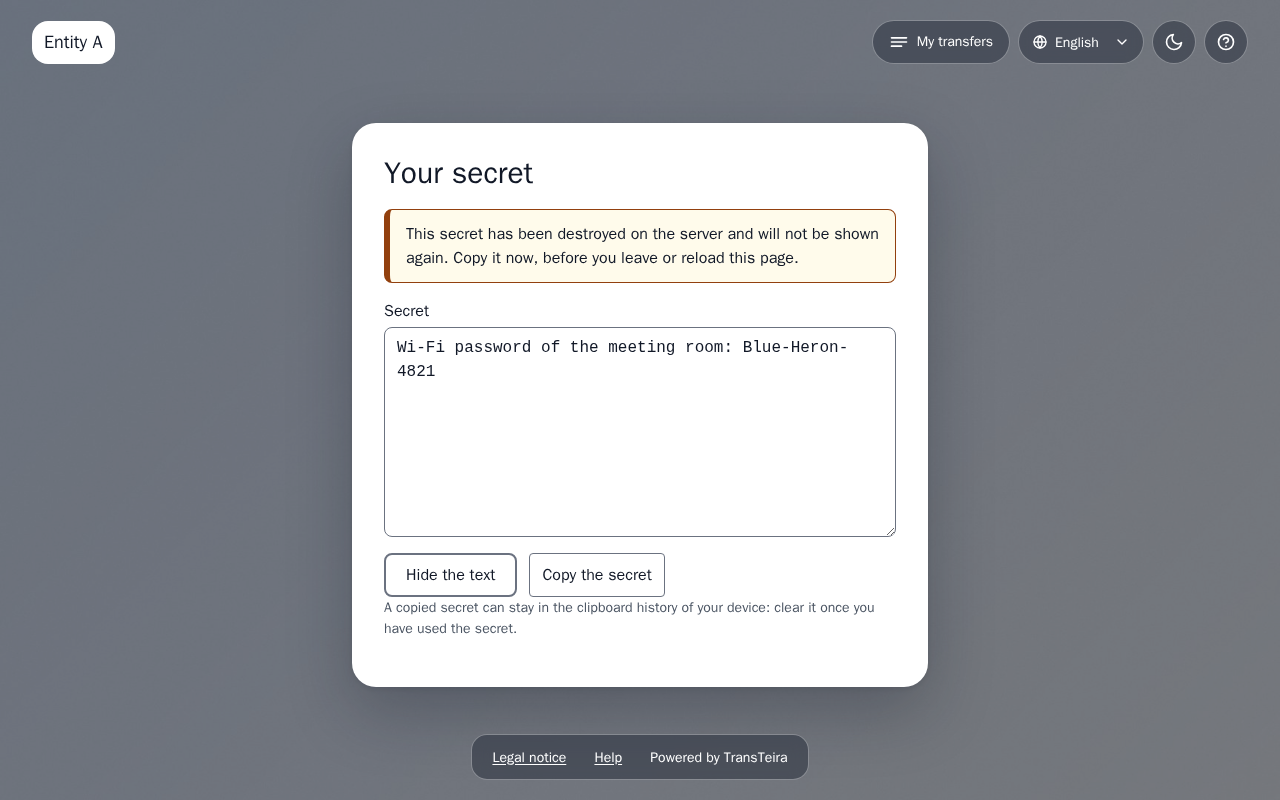 Entity A
My transfers
English
Your secret
This secret has been destroyed on the server and will not be shown
again. Copy it now, before you leave or reload this page.
Secret
Wi-Fi password of the meeting room: Blue-Heron-
4821
Hide the text
Copy the secret
A copied secret can stay in the clipboard history of your device: clear it once you
have used the secret.
Legal notice
Help
Powered by TransTeira